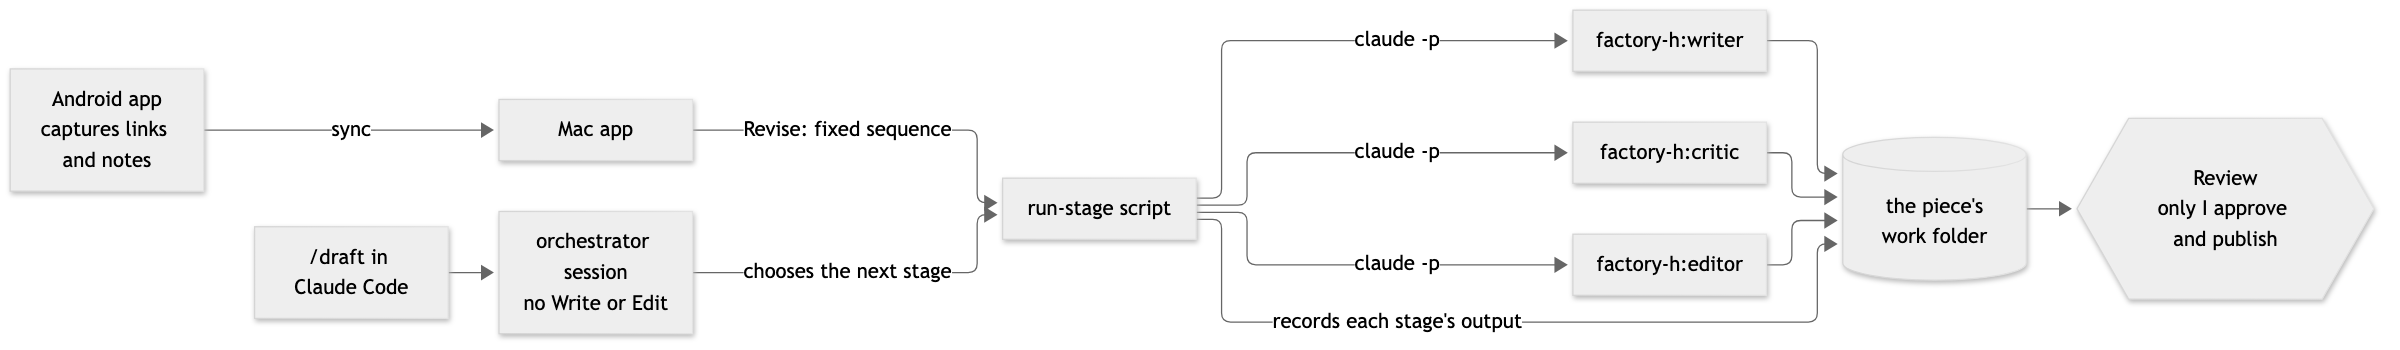 Android app
captures links
and notes
sync
Mac app
Revise: fixed sequence
/draft in
Claude Code
orchestrator
session
no Write or Edit
chooses the next stage
run-stage script
claude -p
factory-h:writer
claude -p
factory-h:critic
claude -p
factory-h:editor
records each stage's output
the piece's
work folder
Review
only I approve
and publish